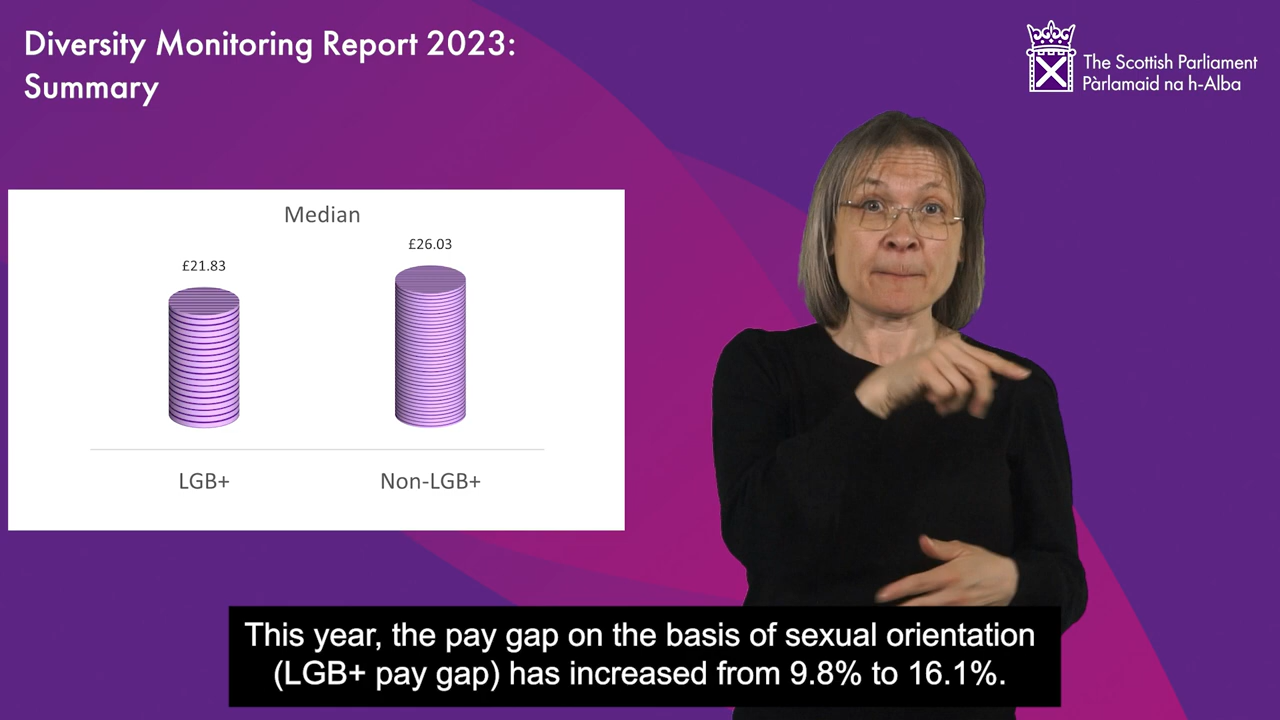 Diversity Monitoring Report 2023:
Summary
The Scottish Parliament
Pàrlamaid na h-Alba
Median
£21.83
£26.03
LGB+
Non-LGB+
This year, the pay gap on the basis of sexual orientation
(LGB+ pay gap) has increased from 9.8% to 16.1%.